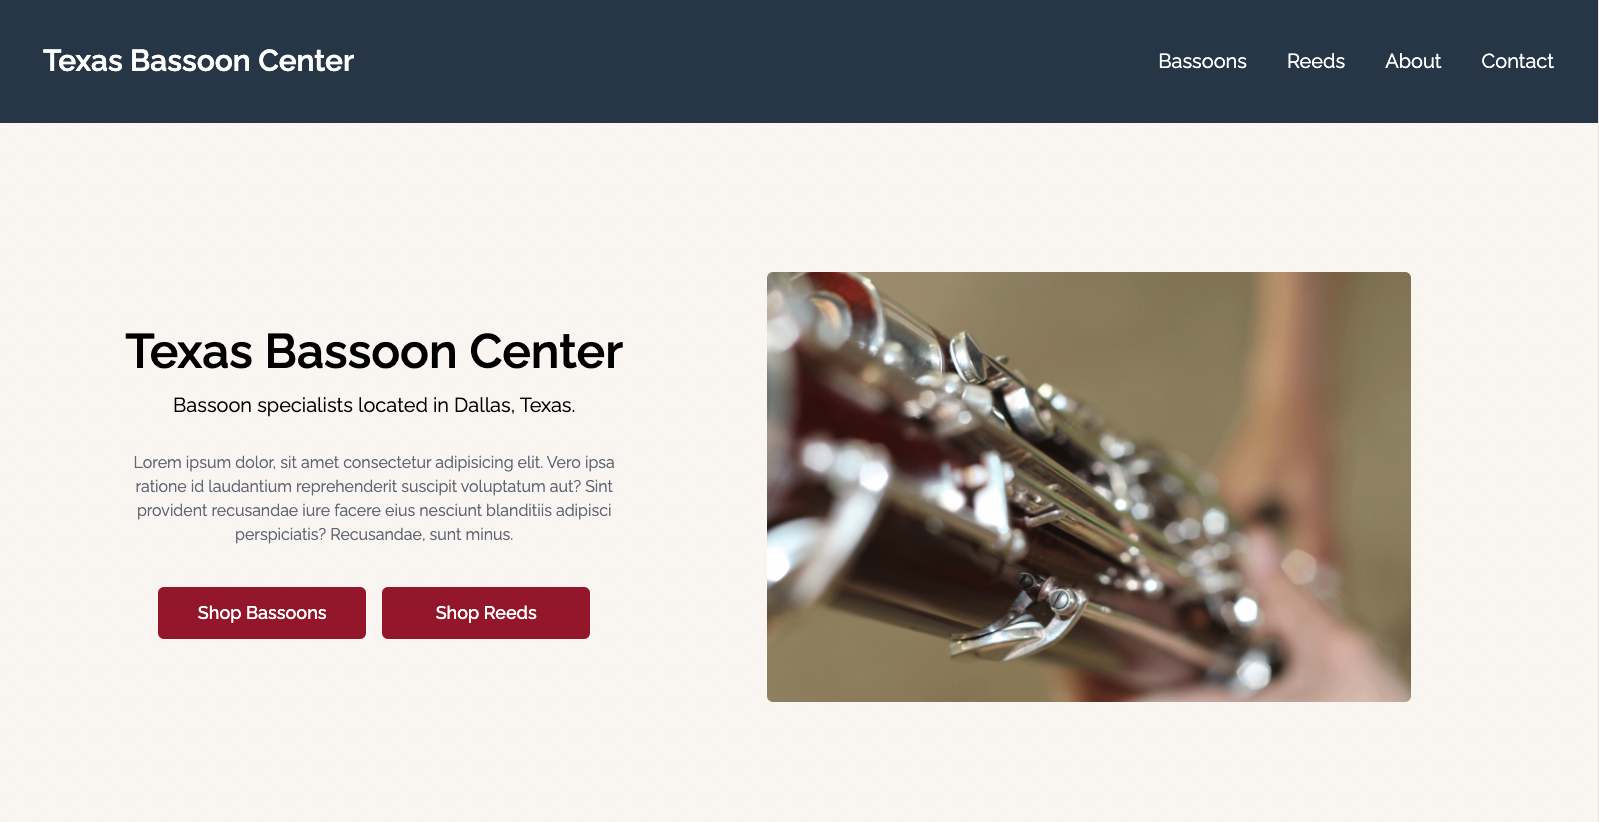 Texas Bassoon Center
Bassoons Reeds About Contact
Texas Bassoon Center
Bassoon specialists located in Dallas, Texas.
Lorem ipsum dolor, sit amet consectetur adipisicing elit. Vero ipsa
ratione id laudantium reprehenderit suscipit voluptatum aut? Sint
provident recusandae iure facere eius nesciunt blanditiis adipisci
perspiciatis? Recusandae, sunt minus.
Shop Bassoons
Shop Reeds